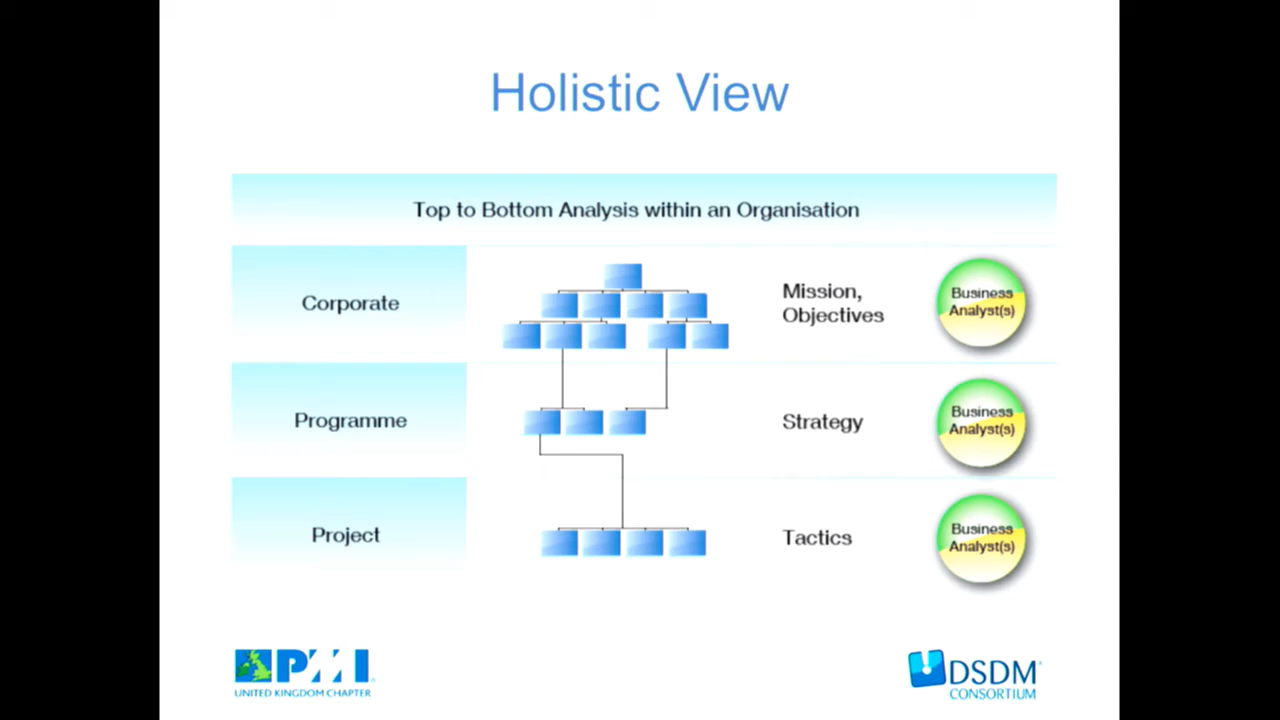 Holistic View
Top to Bottom Analysis within an Organisation
Corporate
Mission,
Objectives
Business
Analyst(s)
Programme
Strategy
Business
Analyst(s)
Project
Tactics
Business
Analyst(s)
PMI
UNITED KINGDOM CHAPTER
DSDM
CONSORTIUM